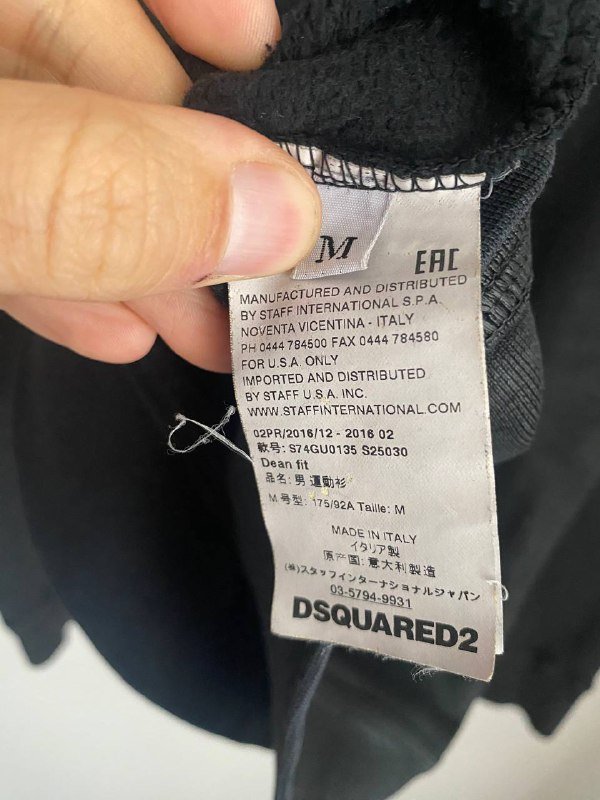 M
EAC
MANUFACTURED AND DISTRIBUTED
BY STAFF INTERNATIONAL S.P.A.
NOVENTA VICENTINA - ITALY
PH 0444 784500 FAX 0444 784580
FOR U.S.A. ONLY
IMPORTED AND DISTRIBUTED
BY STAFF U.S.A. INC.
WWW.STAFFINTERNATIONAL.COM
02PR/2016/12 - 2016 02
款号: S74GU0135 S25030
Dean fit
品名: 男 運動衫
M 号型: 175/92A Taille: M
MADE IN ITALY
イタリア製
原产国: 意大利製造
(株)スタッフインターナショナルジャパン
03-5794-9931
DSQUARED2